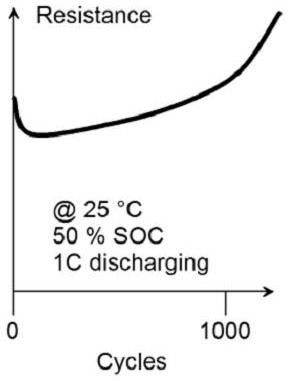 Resistance
@ 25 °C
50 % SOC
1C discharging
0
1000
Cycles